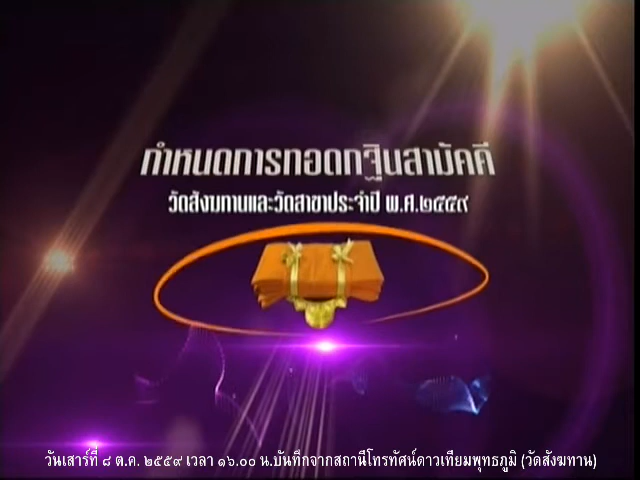 กำหนดการทอดกฐินสามัคคี
วัดสังฆทานและวัดสาขาประจำปี พ.ศ.๒๕๕๙
วันเสาร์ที่ ๘ ต.ค. ๒๕๕๙ เวลา ๑๖.๐๐ น.บันทึกจากสถานีโทรทัศน์ดาวเทียมพุทธภูมิ (วัดสังฆทาน)